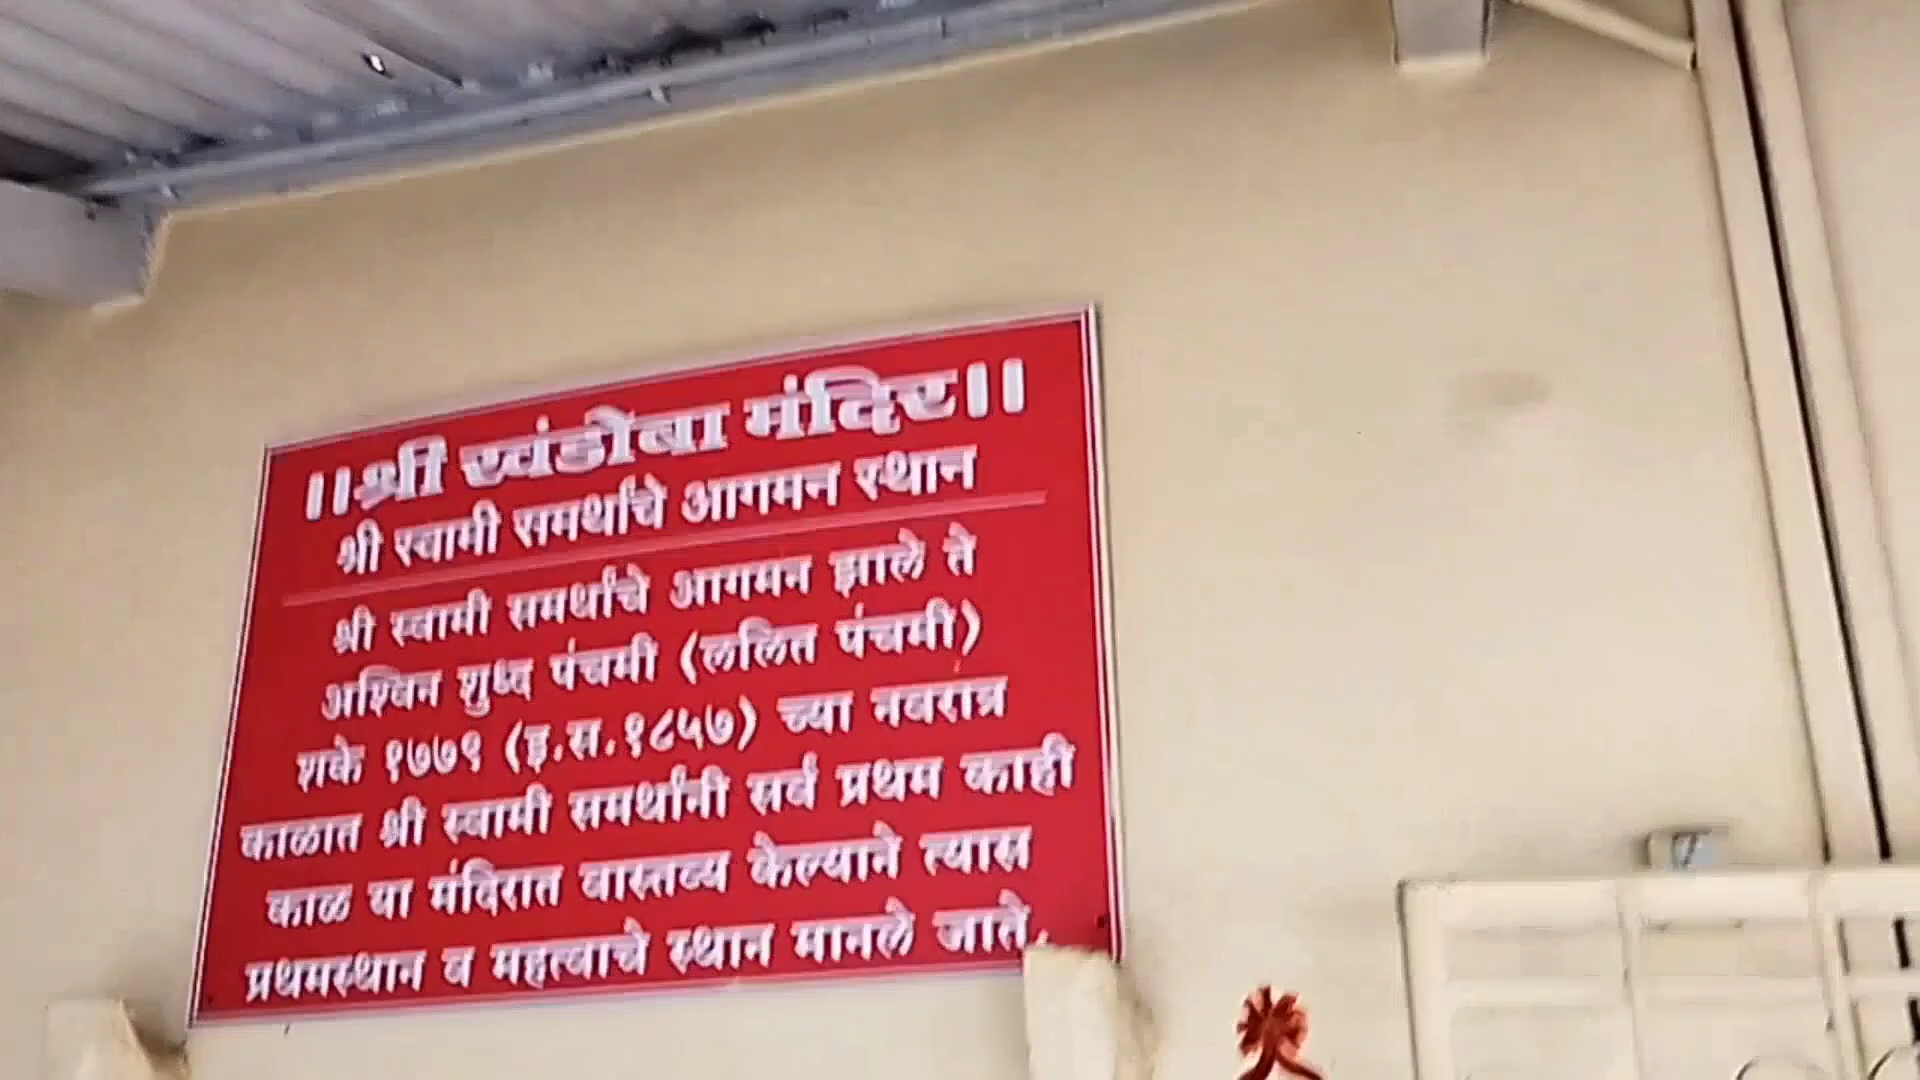 ॥श्री खंडोबा मंदिर॥
श्री स्वामी समर्थांचे आगमन स्थान
श्री स्वामी समर्थांचे आगमन झाले ते
अश्विन शुध्द पंचमी (ललित पंचमी)
शके १७७९ (इ.स.१८५७) च्या नवरात्र
काळात श्री स्वामी समर्थांनी सर्व प्रथम काही
काळ या मंदिरात वास्तव्य केल्याने त्यास
प्रथमस्थान व महत्वाचे स्थान मानले जाते.